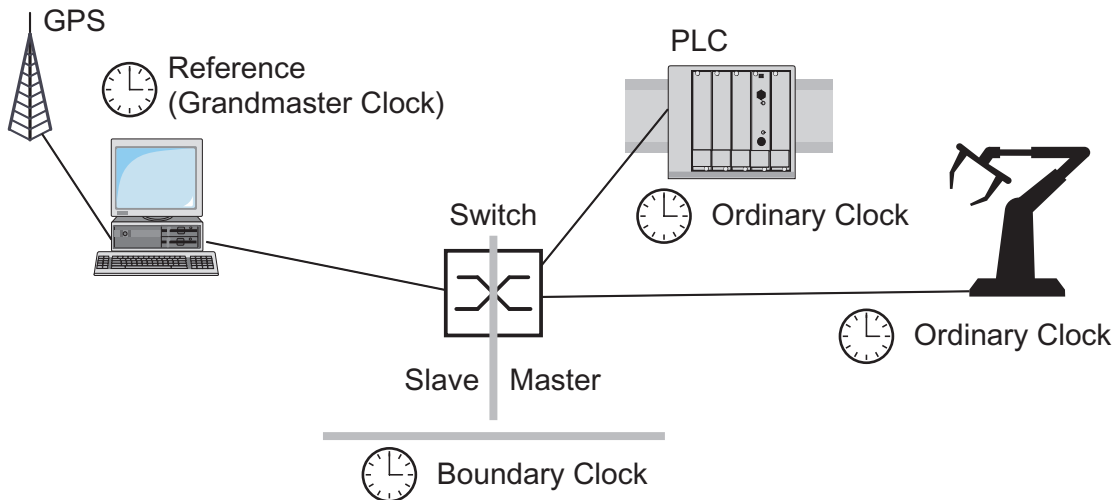 GPS
Reference
(Grandmaster Clock)
PLC
Switch
Ordinary Clock
Ordinary Clock
Slave
Master
Boundary Clock